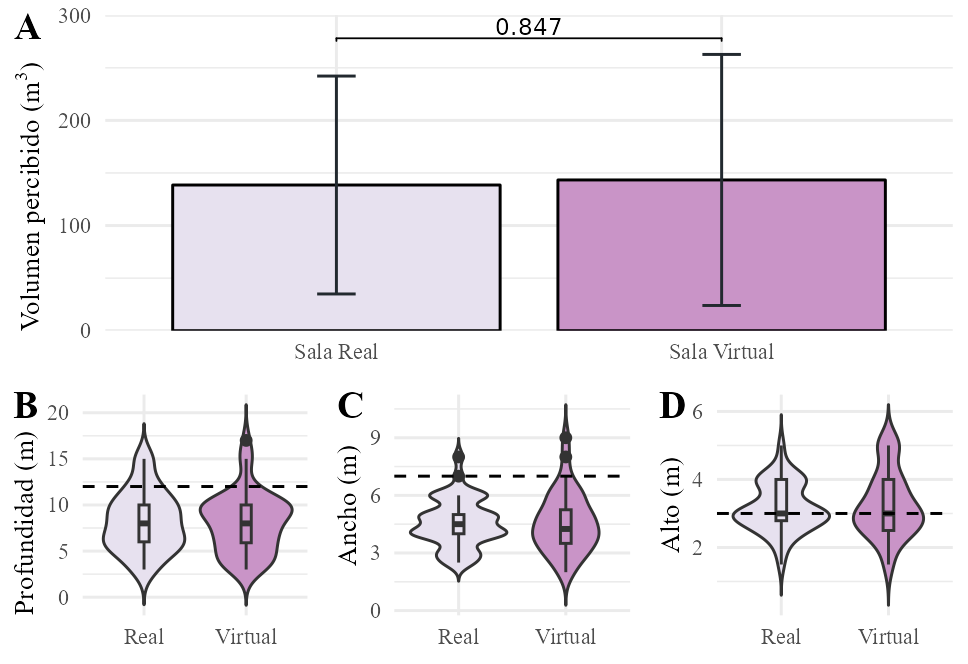 A
Volumen percibido (m³)
300
200
100
0
0.847
Sala Real
Sala Virtual
B
Profundidad (m)
20
15
10
5
0
Real
Virtual
C
Ancho (m)
9
6
3
0
Real
Virtual
D
Alto (m)
6
4
2
Real
Virtual